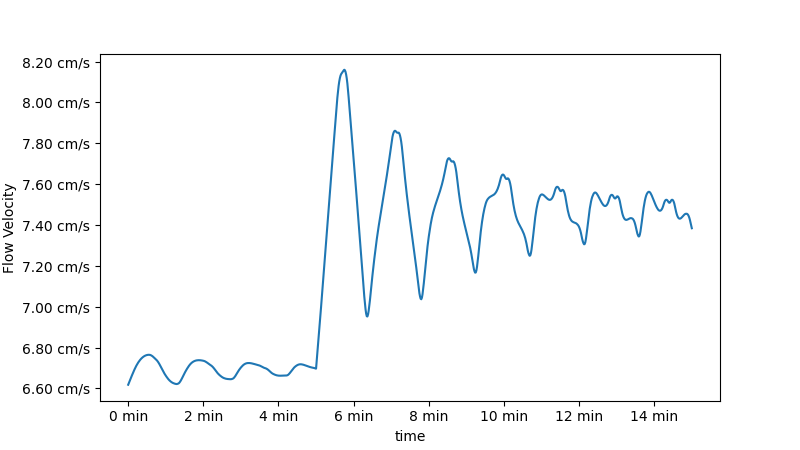 8.20 cm/s
8.00 cm/s
7.80 cm/s
7.60 cm/s
7.40 cm/s
7.20 cm/s
7.00 cm/s
6.80 cm/s
6.60 cm/s
Flow Velocity
0 min 2 min 4 min 6 min 8 min 10 min 12 min 14 min
time